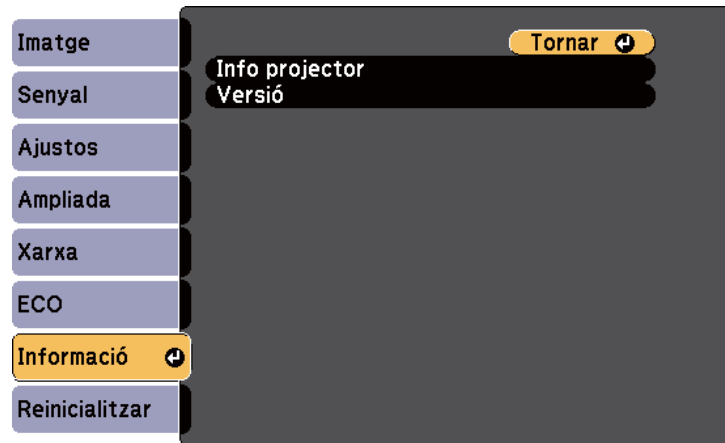 Imatge
Senyal
Ajustos
Ampliada
Xarxa
ECO
Informació
Reinicialitzar
Tornar
Info projector
Versió